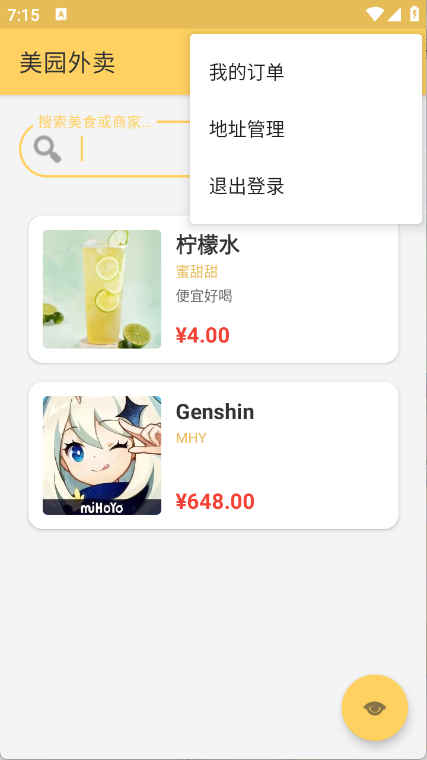 7:15
美园外卖
我的订单
地址管理
退出登录
搜索美食或商家...
柠檬水
蜜甜甜
便宜好喝
¥4.00
Genshin
MHY
miHoYo
¥648.00